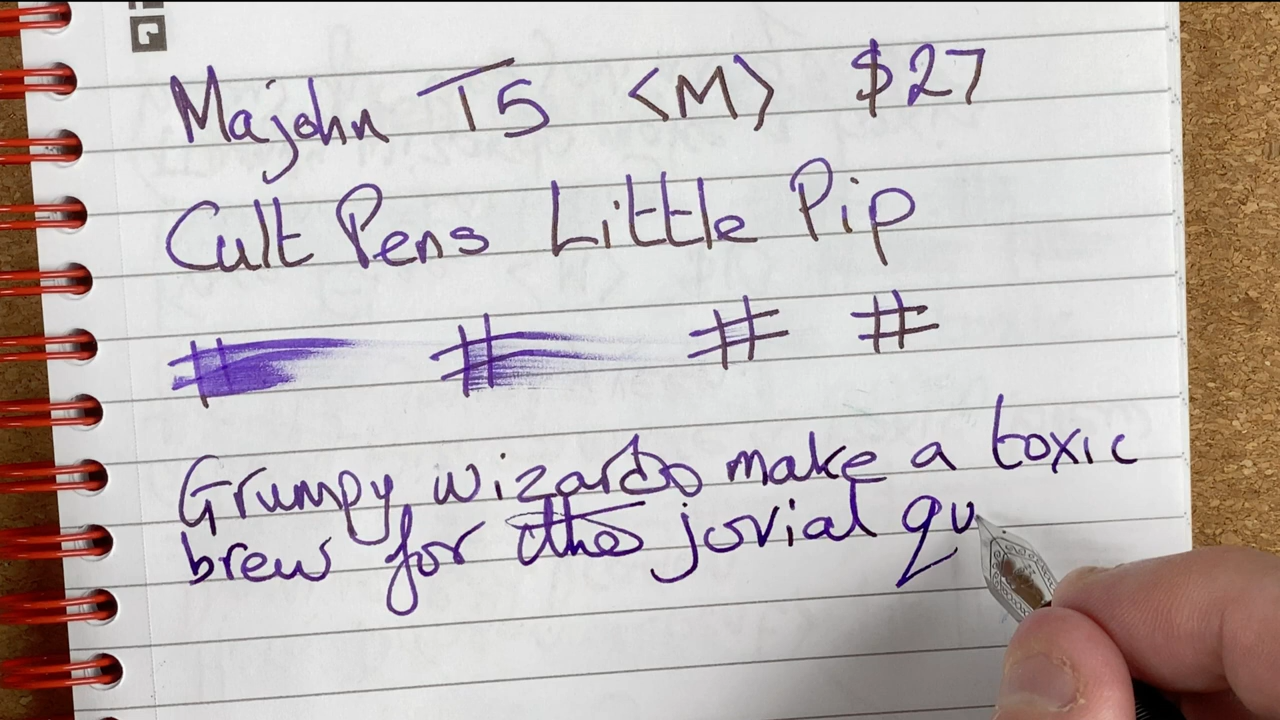 Majohn T5 <M> $27
Cult Pens Little Pip
# # # #
Grumpy wizards make a toxic
brew for the jovial qu